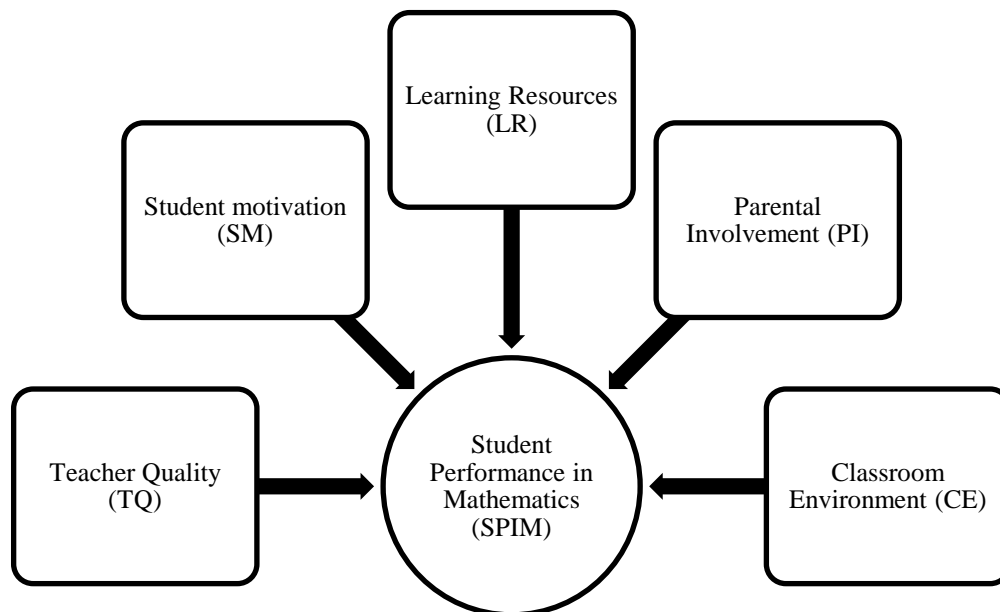 Learning Resources
(LR)
Student motivation
(SM)
Parental
Involvement (PI)
Teacher Quality
(TQ)
Student
Performance in
Mathematics
(SPIM)
Classroom
Environment (CE)